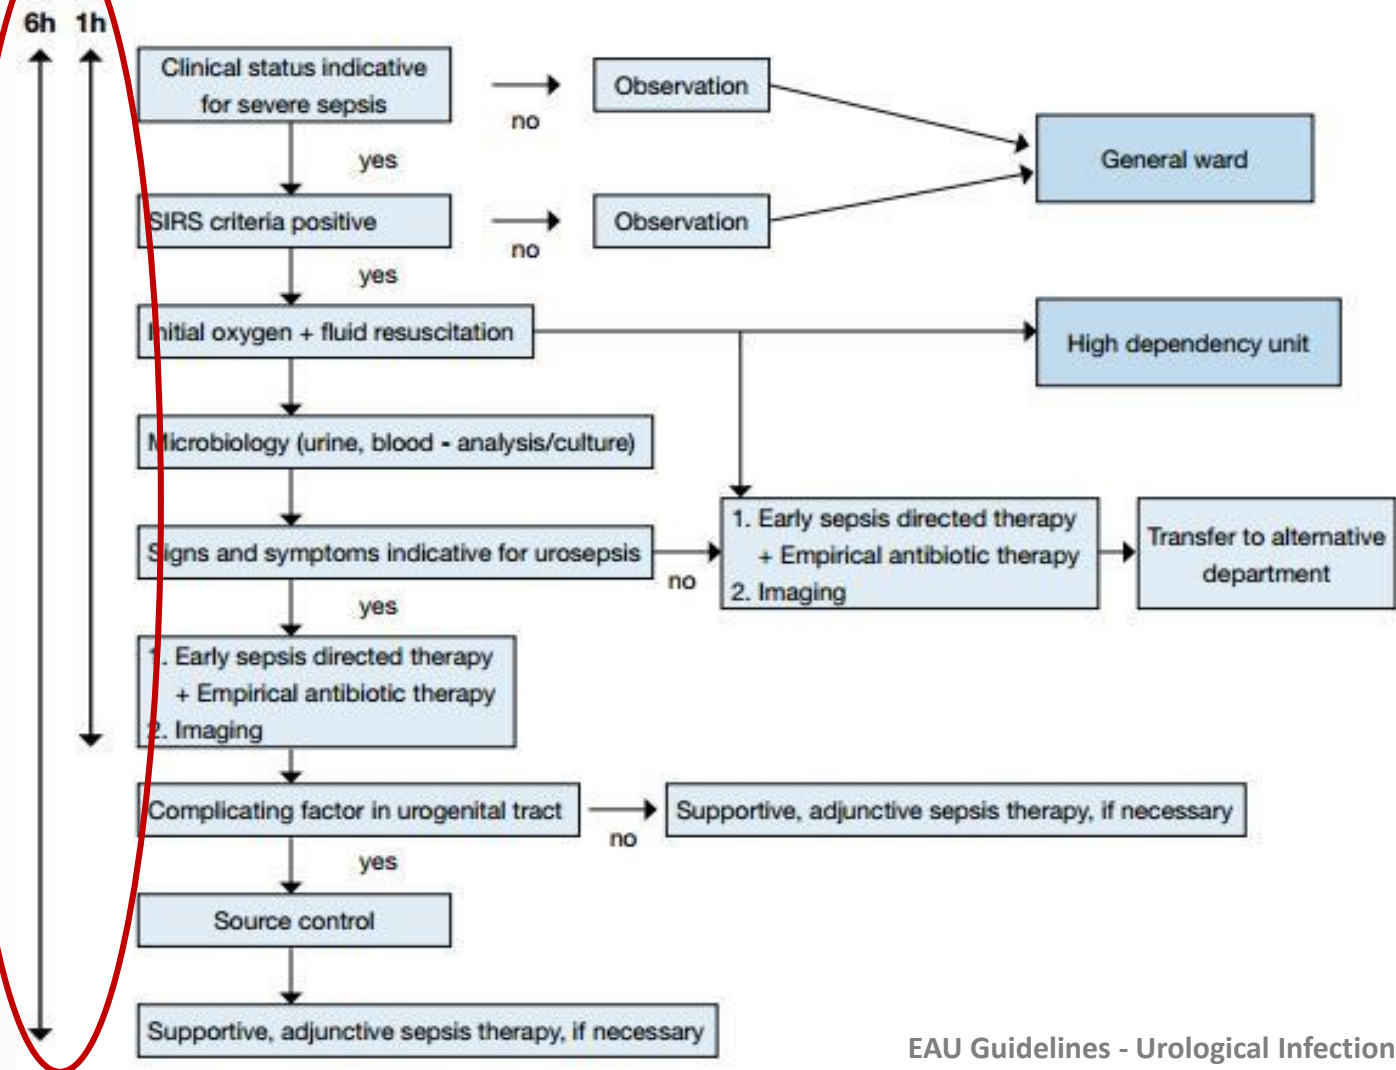 6h 1h
Clinical status indicative
for severe sepsis
no
Observation
General ward
yes
SIRS criteria positive
no
Observation
yes
Initial oxygen + fluid resuscitation
High dependency unit
Microbiology (urine, blood - analysis/culture)
Signs and symptoms indicative for urosepsis
no
1. Early sepsis directed therapy
+ Empirical antibiotic therapy
2. Imaging
Transfer to alternative
department
yes
1. Early sepsis directed therapy
+ Empirical antibiotic therapy
2. Imaging
Complicating factor in urogenital tract
no
Supportive, adjunctive sepsis therapy, if necessary
yes
Source control
Supportive, adjunctive sepsis therapy, if necessary
EAU Guidelines - Urological Infection